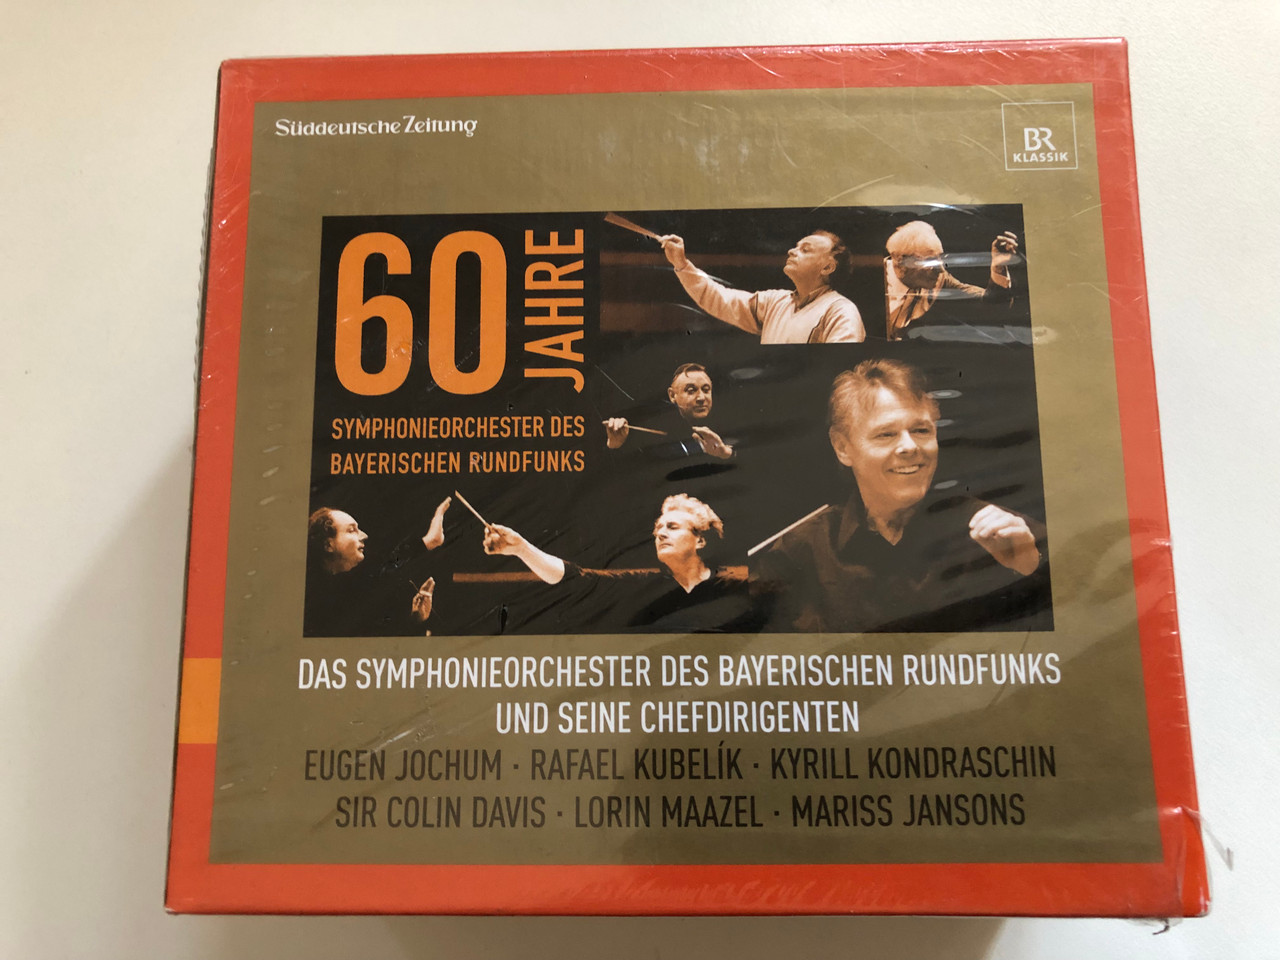 Süddeutsche Zeitung
BR
KLASSIK
60
JAHRE
SYMPHONIEORCHESTER DES
BAYERISCHEN RUNDFUNKS
DAS SYMPHONIEORCHESTER DES BAYERISCHEN RUNDFUNKS
UND SEINE CHEFDIRIGENTEN
EUGEN JOCHUM · RAFAEL KUBELÍK · KYRILL KONDRASCHIN
SIR COLIN DAVIS · LORIN MAAZEL · MARISS JANSONS